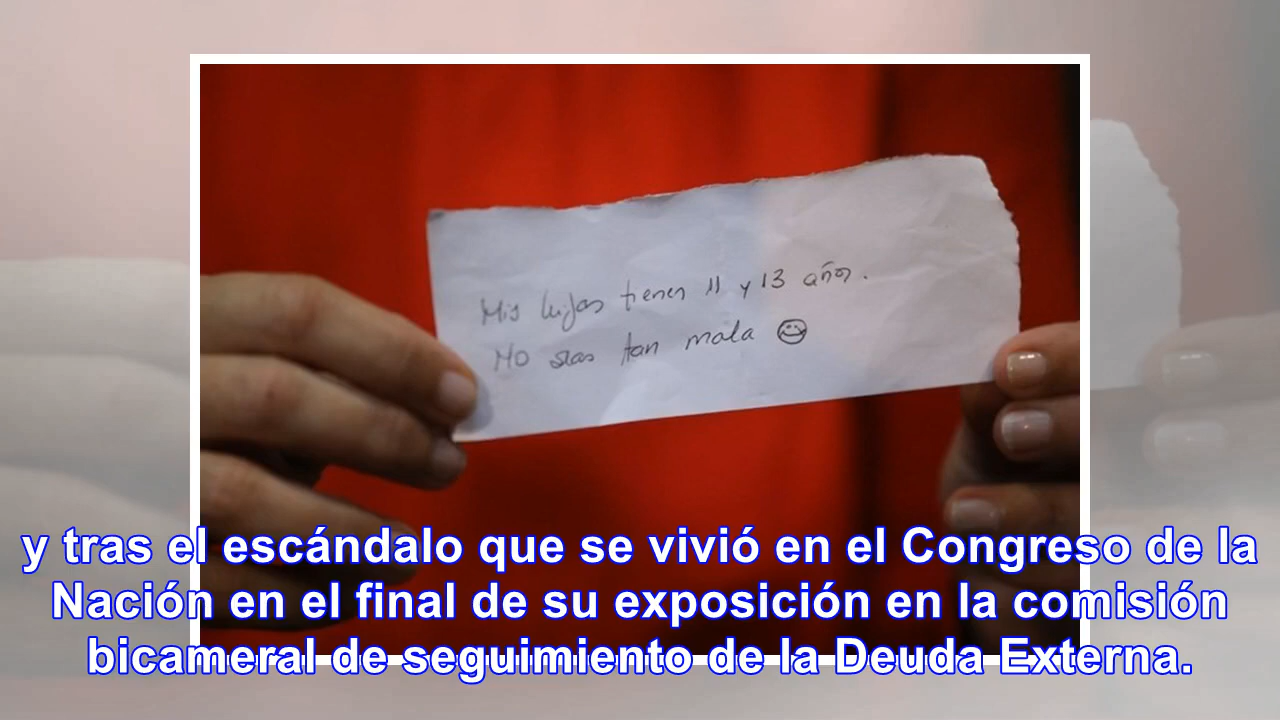 Mis hijas tienen 11 y 13 años.
No seas tan mala
y tras el escándalo que se vivió en el Congreso de la
Nación en el final de su exposición en la comisión
bicameral de seguimiento de la Deuda Externa.